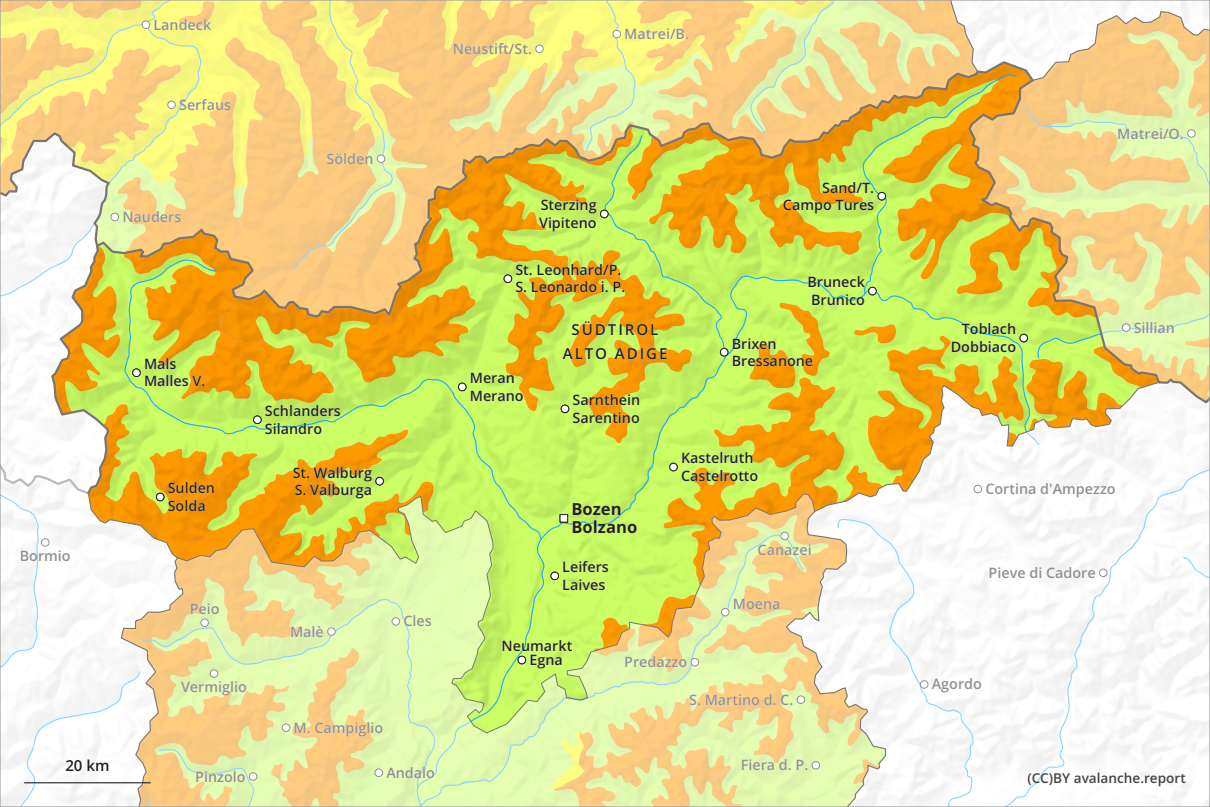 Landeck
Matrei/B.
Neustift/St.
Serfaus
Matrei/O.
Sölden
Sand/T.
Campo Tures
Sterzing
Vipiteno
Nauders
St. Leonhard/P.
S. Leonardo i. P.
Bruneck
Brunico
SÜDTIROL
ALTO ADIGE
Toblach
Dobbiaco
Sillian
Brixen
Bressanone
Mals
Malles V.
Meran
Merano
Sarnthein
Sarentino
Schlanders
Silandro
Kastelruth
Castelrotto
St. Walburg
S. Valburga
Sulden
Solda
Cortina d'Ampezzo
Bozen
Bolzano
Bormio
Canazei
Leifers
Laives
Pieve di Cadore
Peio
Moena
Malè
Cles
Neumarkt
Egna
Predazzo
Vermiglio
Agordo
S. Martino d. C.
M. Campiglio
20 km
Pinzolo
Andalo
Fiera d. P.
(CC)BY avalanche.report